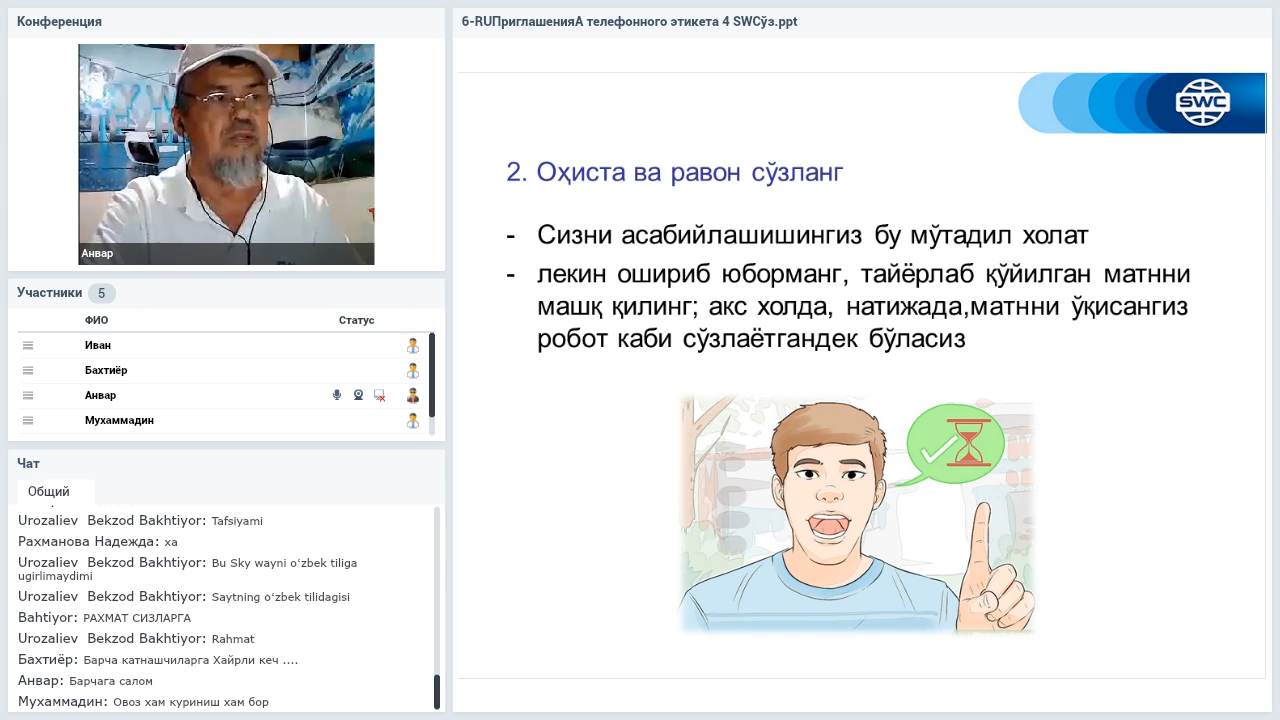 Конференция
Анвар
Участники 5
ФИО Статус
Иван
Бахтиёр
Анвар
Мухаммадин
Чат
Общий
Urozaliev Bekzod Bakhtiyor: Tafsiyami
Рахманова Надежда: ха
Urozaliev Bekzod Bakhtiyor: Bu Sky wayni oʻzbek tiliga
ugirlimaydimi
Urozaliev Bekzod Bakhtiyor: Saytning oʻzbek tilidagisi
Bahtiyor: РАХМАТ СИЗЛАРГА
Urozaliev Bekzod Bakhtiyor: Rahmat
Бахтиёр: Барча катнашчиларга Хайрли кеч ....
Анвар: Барчага салом
Мухаммадин: Овоз хам куриниш хам бор
6-RUПриглашенияА телефонного этикета 4 SWCўз.ppt
SWC
2. Оҳиста ва равон сўзланг
- Сизни асабийлашишингиз бу мўтадил холат
- лекин ошириб юборманг, тайёрлаб қўйилган матнни
машқ қилинг; акс холда, натижада,матнни ўқисангиз
робот каби сўзлаётгандек бўласиз